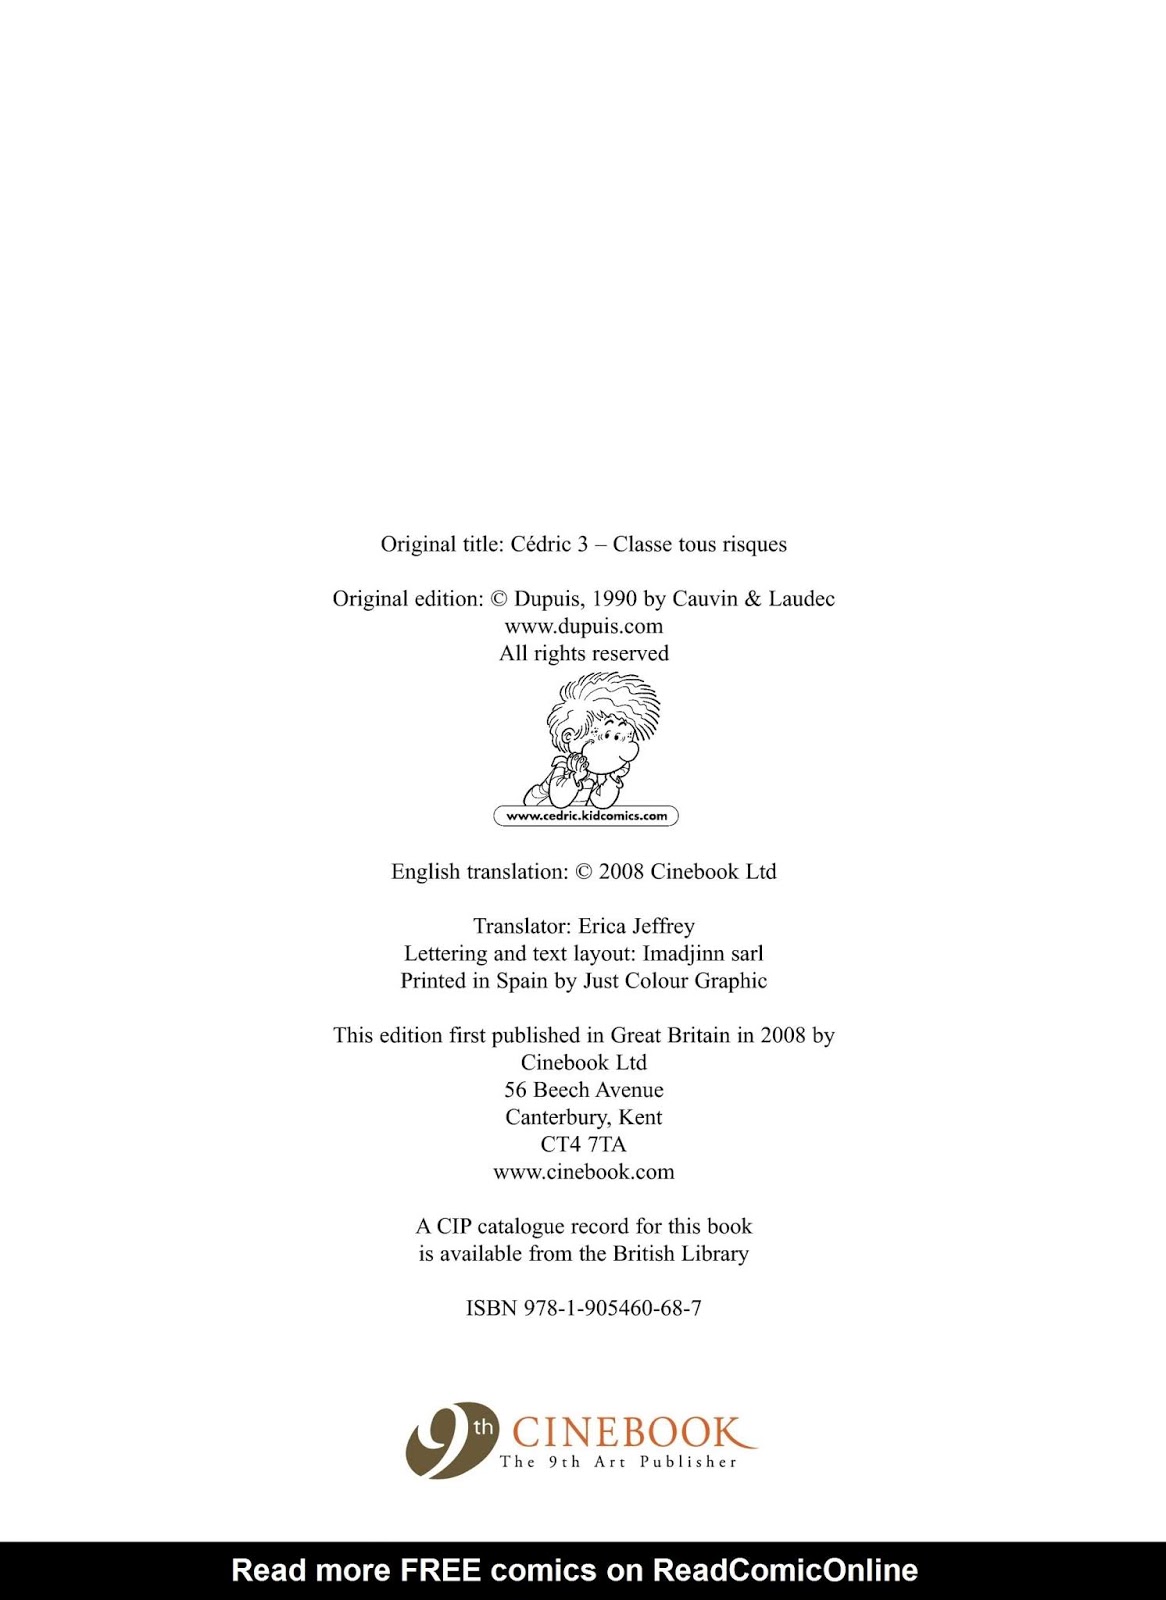 Original title: Cédric 3 – Classe tous risques
Original edition: © Dupuis, 1990 by Cauvin & Laudec
www.dupuis.com
All rights reserved
www.cedric.kidcomics.com
English translation: © 2008 Cinebook Ltd
Translator: Erica Jeffrey
Lettering and text layout: Imadjinn sarl
Printed in Spain by Just Colour Graphic
This edition first published in Great Britain in 2008 by
Cinebook Ltd
56 Beech Avenue
Canterbury, Kent
CT4 7TA
www.cinebook.com
A CIP catalogue record for this book
is available from the British Library
ISBN 978-1-905460-68-7
9th CINEBOOK
The 9th Art Publisher
Read more FREE comics on ReadComicOnline